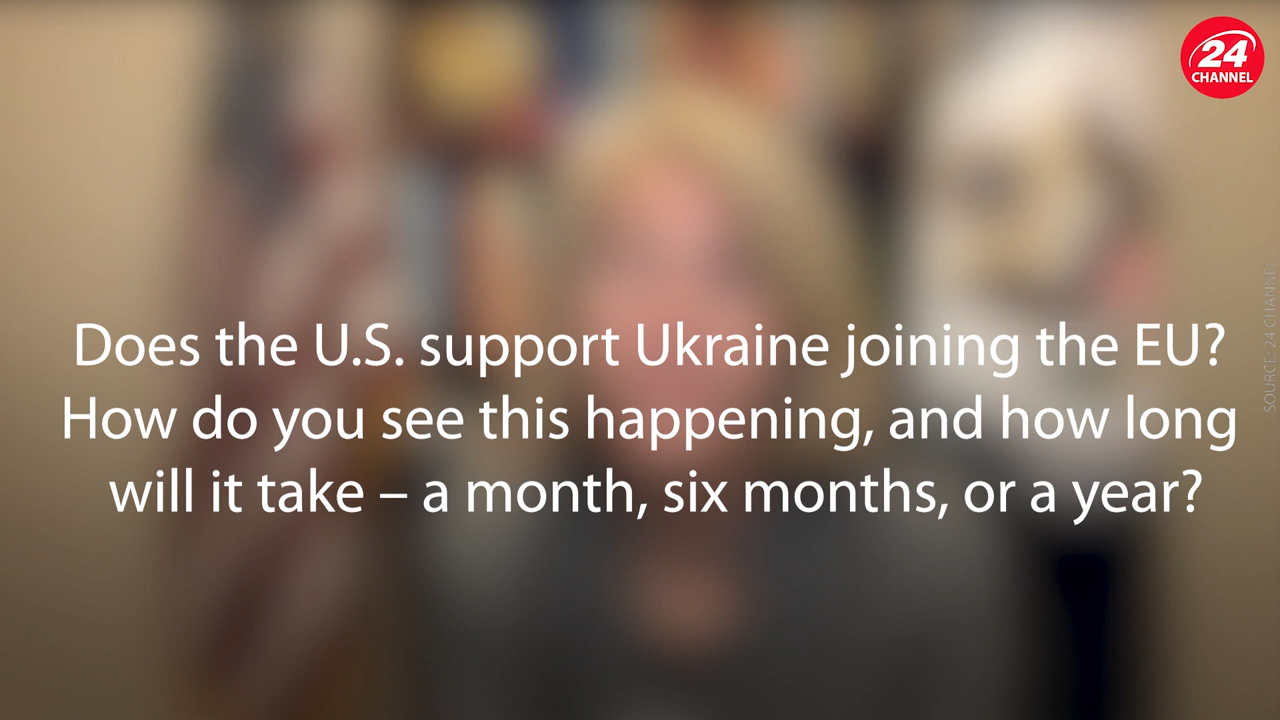 24
CHANNEL
Does the U.S. support Ukraine joining the EU?
How do you see this happening, and how long
will it take – a month, six months, or a year?
SOURCE: 24 CHANNEL